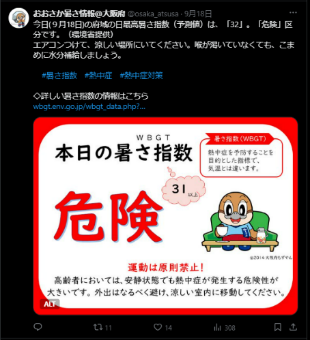 おおさか暑さ情報@大阪府 @osaka_atsusa・9月18日
今日(9月18日)の府域の日最高暑さ指数(予測値)は、「32」。「危険」区
分です。(環境省提供)
エアコンつけて、涼しい場所にいてください。喉が渇いていなくても、こま
めに水分補給しましょう。
#暑さ指数 #熱中症 #熱中症対策
◇詳しい暑さ指数の情報はこちら
wbgt.env.go.jp/wbgt_data.php?...
WBGT
本日の暑さ指数
31以上
危険
暑さ指数(WBGT)
熱中症を予防することを
目的とした指標で、
気温とは違います。
©2014 大阪府もずやん
運動は原則禁止!
高齢者においては、安静状態でも熱中症が発生する危険性が
大きいです。外出はなるべく避け、涼しい室内に移動してください。
ALT
11
14
308